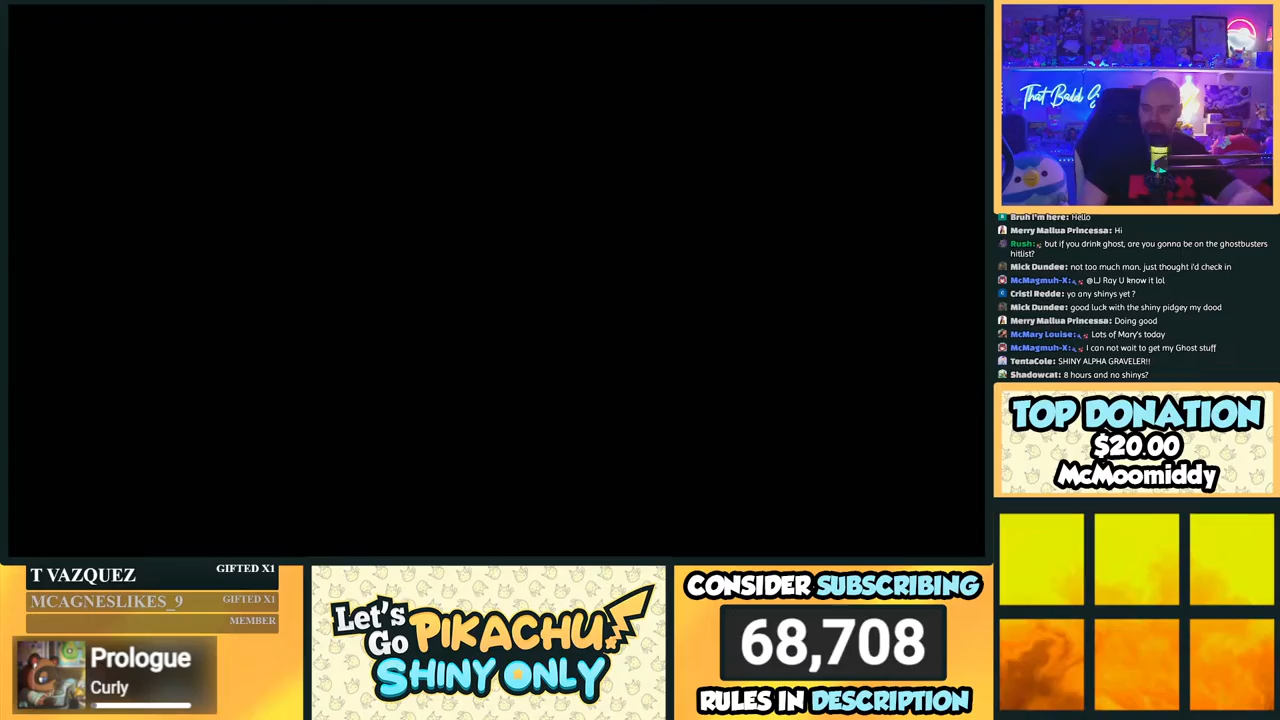 That Bald G
Bruh I'm here: Hello
Merry Mallua Princessa: Hi
Rush: but if you drink ghost, are you gonna be on the ghostbusters
hitlist?
Mick Dundee: not too much man, just thought i'd check in
McMagmuh-X: @LJ Ray U know it lol
Cristi Redde: yo any shinys yet ?
Mick Dundee: good luck with the shiny pidgey my dood
Merry Mallua Princessa: Doing good
McMary Louise: Lots of Mary's today
McMagmuh-X: I can not wait to get my Ghost stuff
TentaCole: SHINY ALPHA GRAVELER!!
Shadowcat: 8 hours and no shinys?
TOP DONATION
$20.00
McMoomiddy
T VAZQUEZ GIFTED X1
MCAGNESLIKES_9 GIFTED X1
MEMBER
Prologue
Curly
Let's
Go PIKACHU
SHINY ONLY
CONSIDER SUBSCRIBING
68,708
RULES IN DESCRIPTION